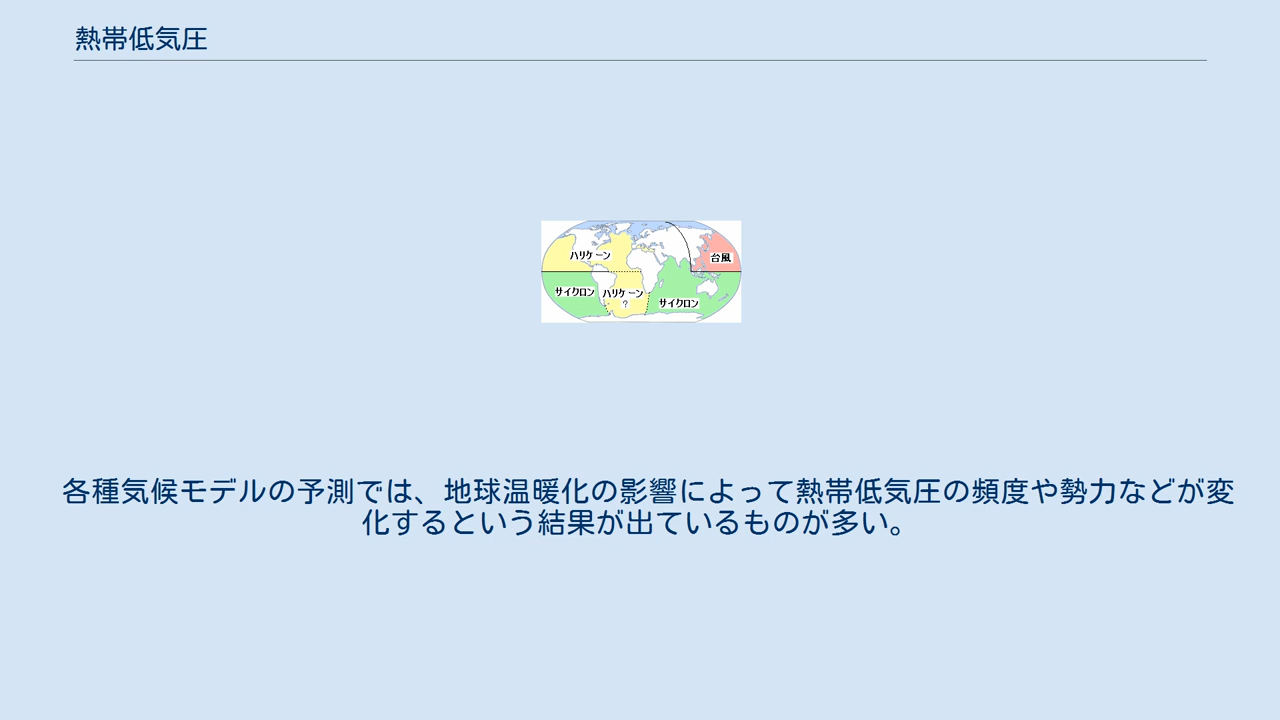 熱帯低気圧
ハリケーン
台風
サイクロン
ハリケーン
?
サイクロン
各種気候モデルの予測では、地球温暖化の影響によって熱帯低気圧の頻度や勢力などが変
化するという結果が出ているものが多い。